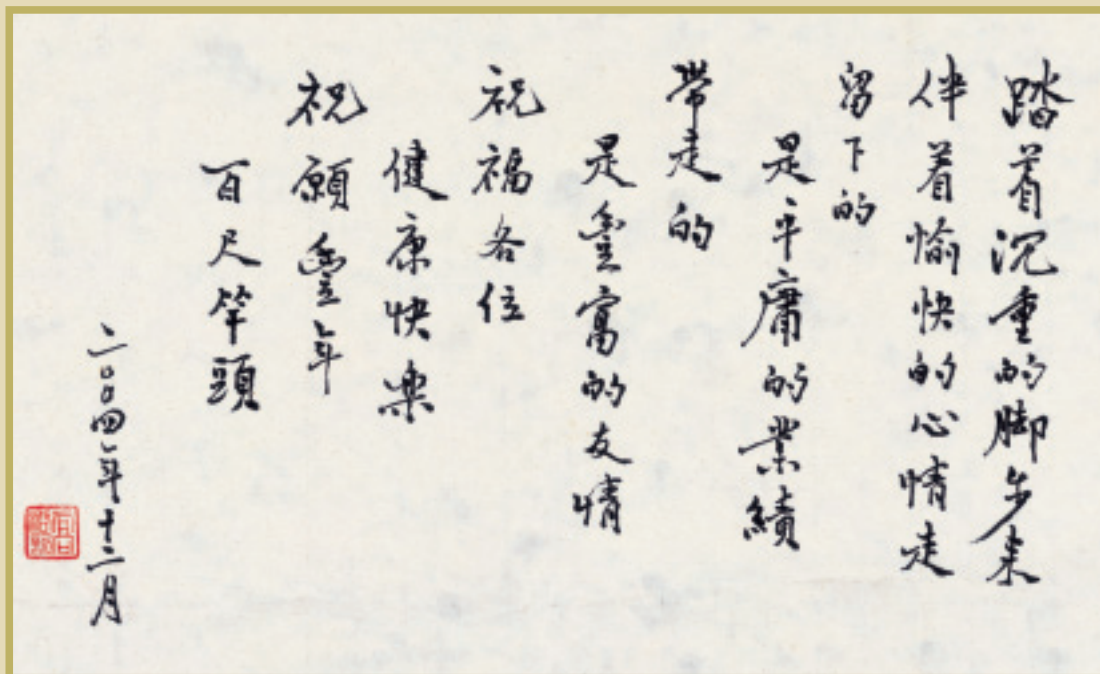 踏着沉重的脚步来
伴着愉快的心情走
留下的
是平庸的業績
带走的
是豐富的友情
祝福各位
健康快樂
祝願豐年
百尺竿頭
二〇〇四年十二月